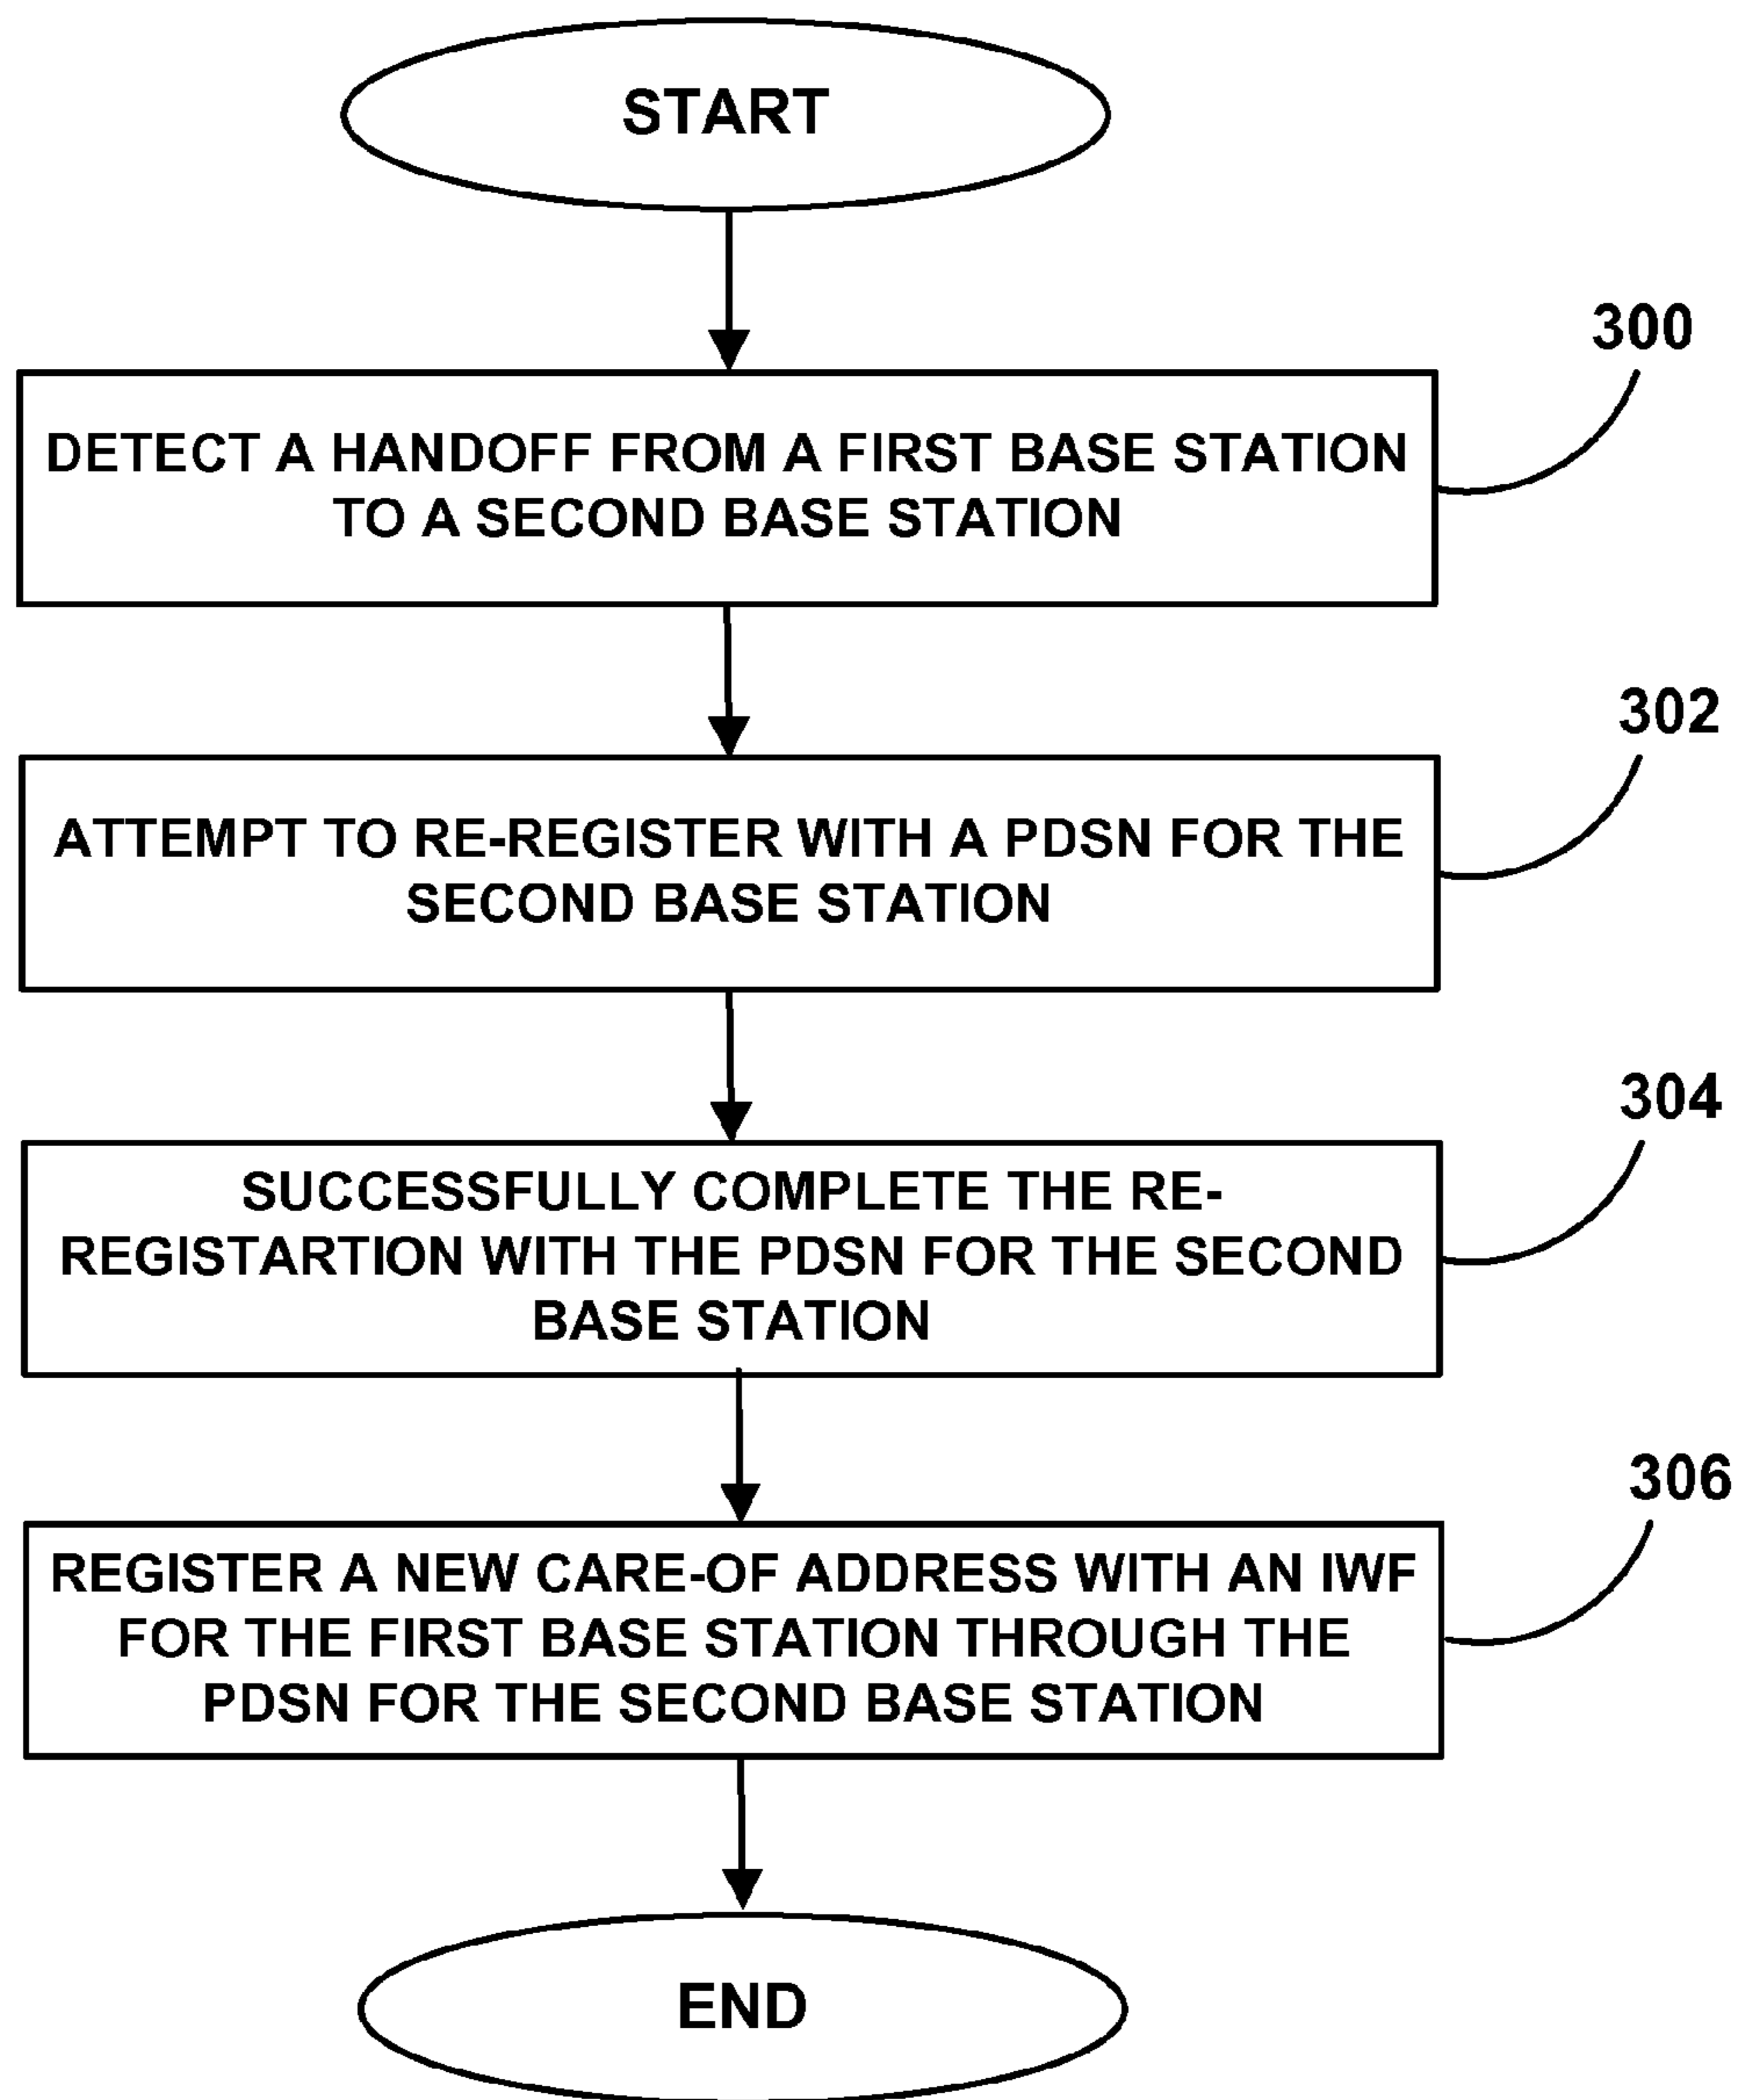 START
300
DETECT A HANDOFF FROM A FIRST BASE STATION
TO A SECOND BASE STATION
302
ATTEMPT TO RE-REGISTER WITH A PDSN FOR THE
SECOND BASE STATION
304
SUCCESSFULLY COMPLETE THE RE-
REGISTARTION WITH THE PDSN FOR THE SECOND
BASE STATION
306
REGISTER A NEW CARE-OF ADDRESS WITH AN IWF
FOR THE FIRST BASE STATION THROUGH THE
PDSN FOR THE SECOND BASE STATION
END